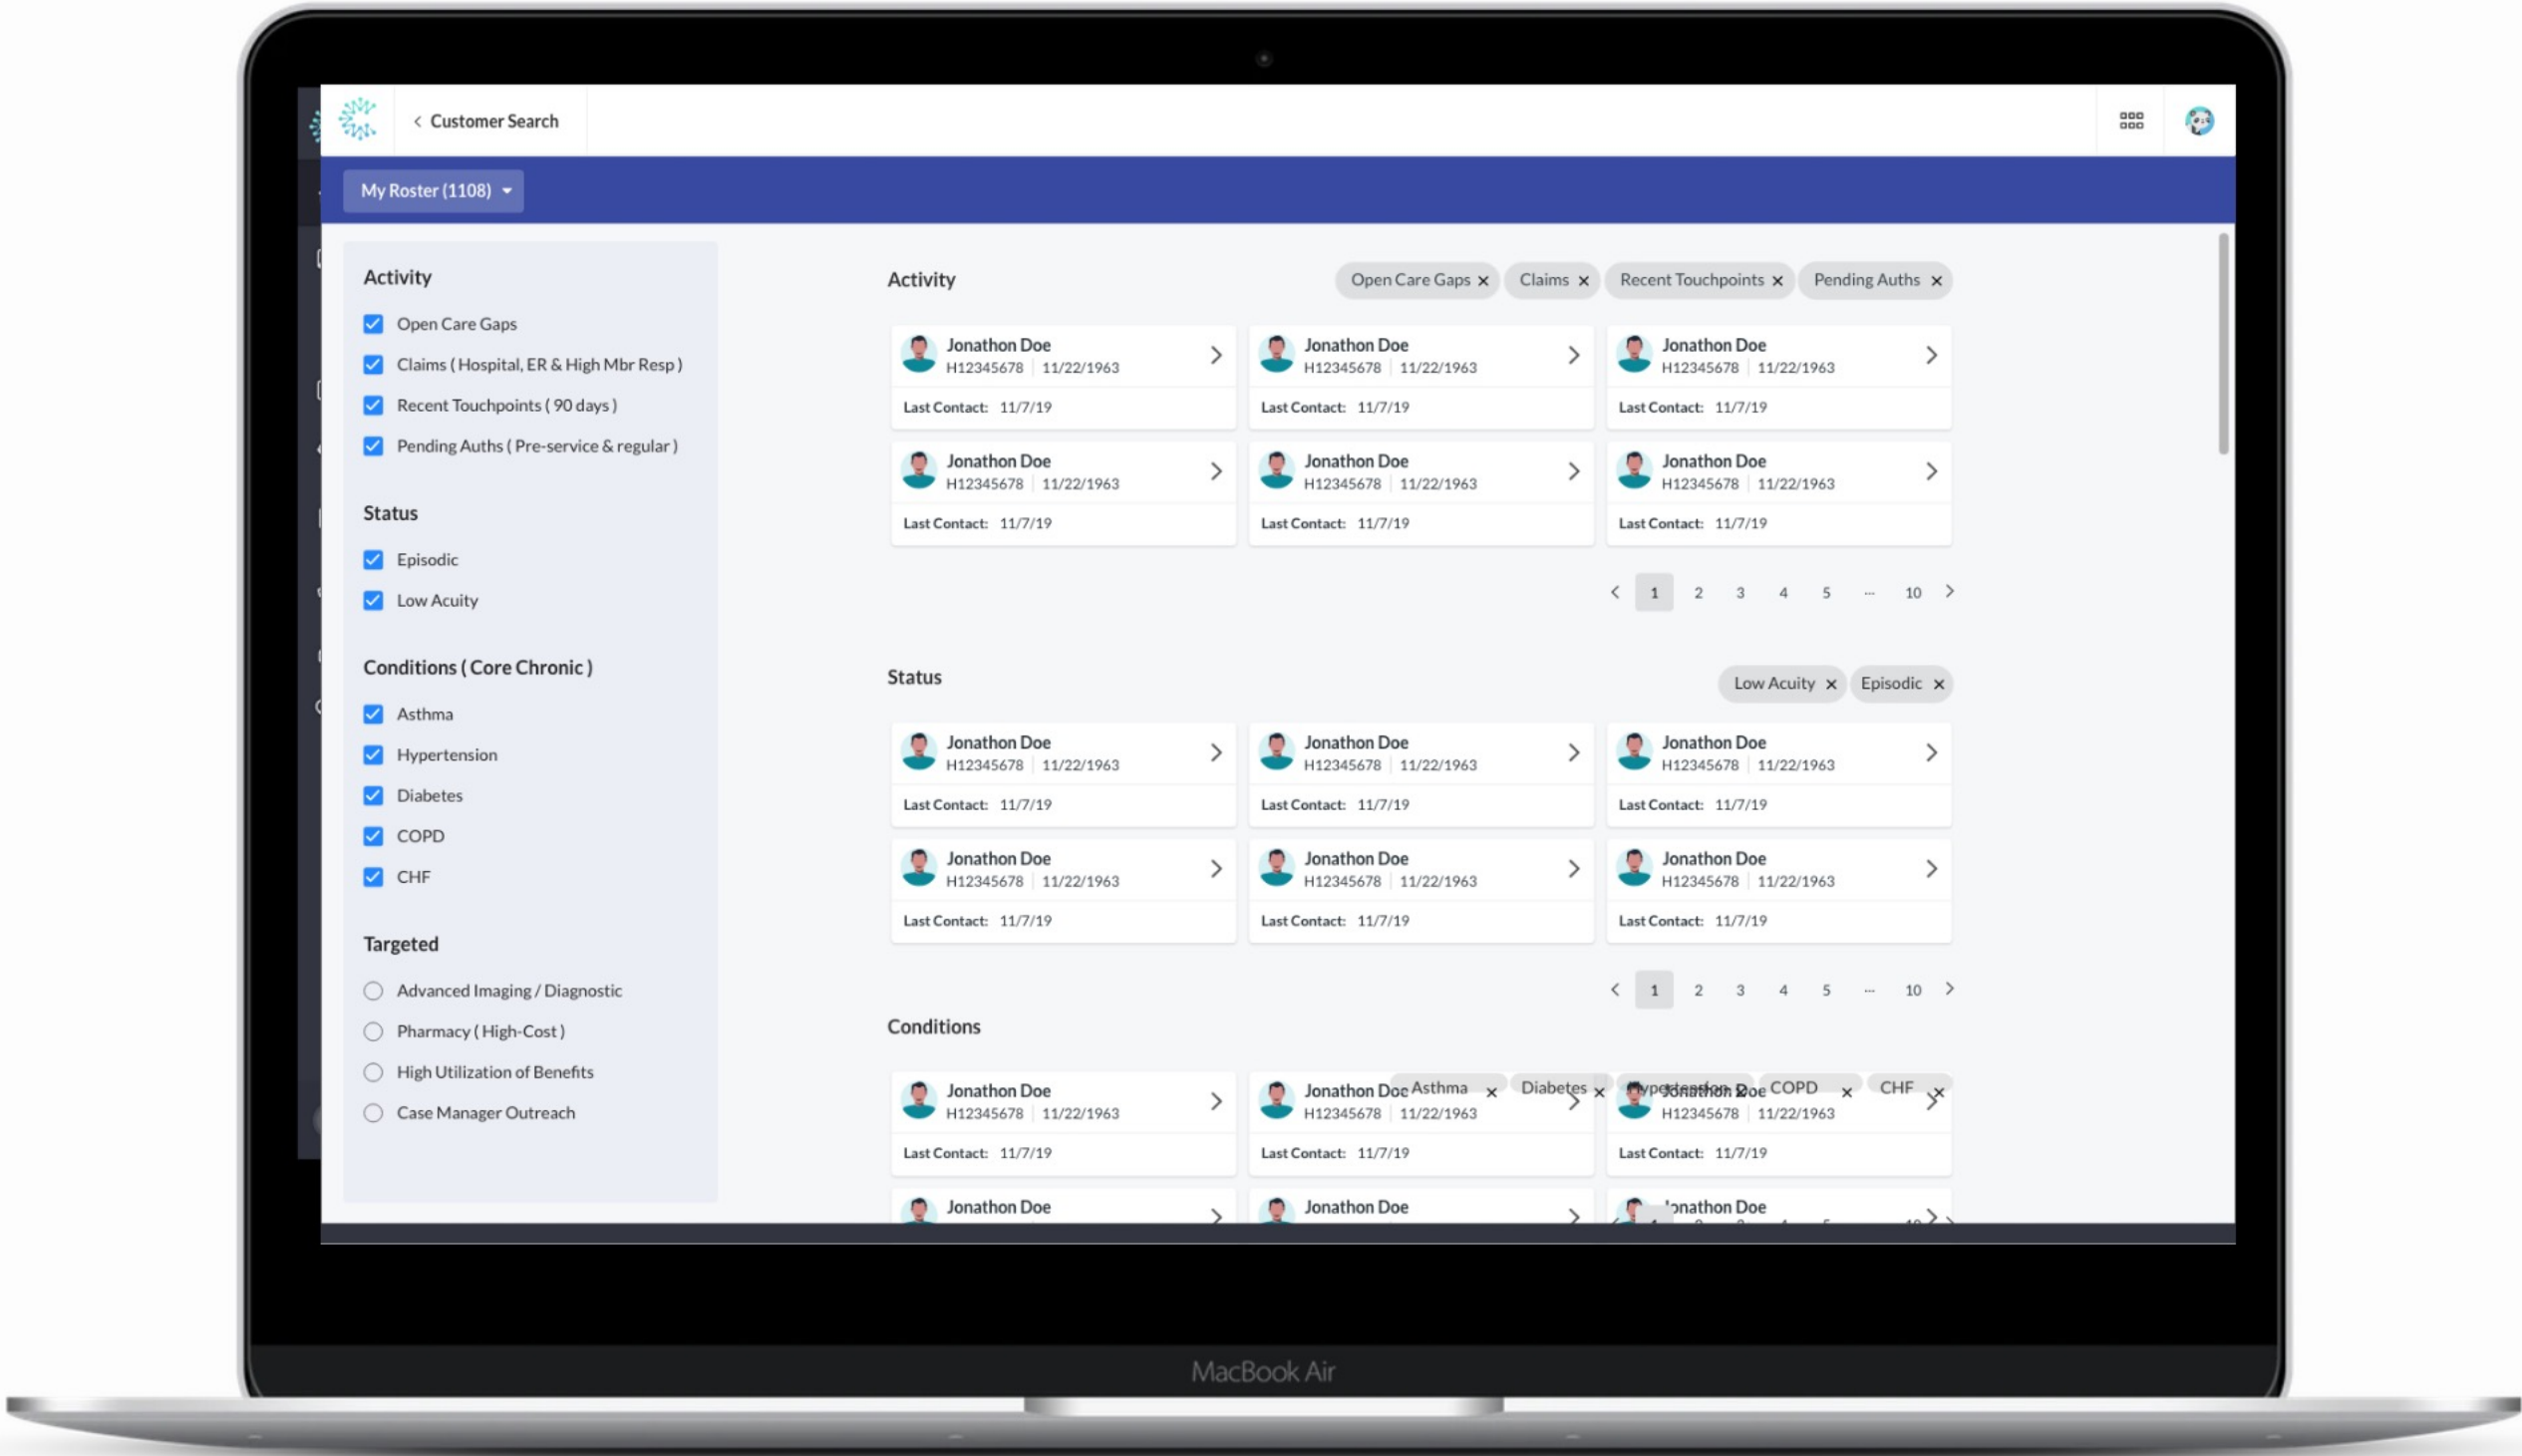 Customer Search
My Roster (1108)
Activity
Open Care Gaps
Claims ( Hospital, ER & High Mbr Resp )
Recent Touchpoints ( 90 days )
Pending Auths ( Pre-service & regular )
Status
Episodic
Low Acuity
Conditions ( Core Chronic )
Asthma
Hypertension
Diabetes
COPD
CHF
Targeted
Advanced Imaging / Diagnostic
Pharmacy ( High-Cost )
High Utilization of Benefits
Case Manager Outreach
Activity
Open Care Gaps × Claims × Recent Touchpoints × Pending Auths ×
Jonathon Doe Jonathon Doe Jonathon Doe
H12345678 11/22/1963 H12345678 11/22/1963 H12345678 11/22/1963
Last Contact: 11/7/19 Last Contact: 11/7/19 Last Contact: 11/7/19
Jonathon Doe Jonathon Doe Jonathon Doe
H12345678 11/22/1963 H12345678 11/22/1963 H12345678 11/22/1963
Last Contact: 11/7/19 Last Contact: 11/7/19 Last Contact: 11/7/19
1 2 3 4 5 ... 10
Status
Low Acuity × Episodic ×
Jonathon Doe Jonathon Doe Jonathon Doe
H12345678 11/22/1963 H12345678 11/22/1963 H12345678 11/22/1963
Last Contact: 11/7/19 Last Contact: 11/7/19 Last Contact: 11/7/19
Jonathon Doe Jonathon Doe Jonathon Doe
H12345678 11/22/1963 H12345678 11/22/1963 H12345678 11/22/1963
Last Contact: 11/7/19 Last Contact: 11/7/19 Last Contact: 11/7/19
1 2 3 4 5 ... 10
Conditions
Asthma × Diabetes × Hypertension × COPD × CHF ×
Jonathon Doe Jonathon Doe Jonathon Doe
H12345678 11/22/1963 H12345678 11/22/1963 H12345678 11/22/1963
Last Contact: 11/7/19 Last Contact: 11/7/19 Last Contact: 11/7/19
Jonathon Doe Jonathon Doe Jonathon Doe
MacBook Air